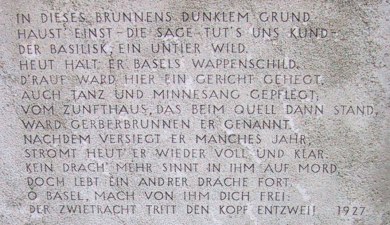 IN DIESES BRUNNENS DUNKLEM GRUND
HAUST' EINST – DIE SAGE TUT'S UNS KUND –
DER BASILISK, EIN UNTIER WILD.
HEUT HÄLT ER BASELS WAPPENSCHILD.
D'RAUF WARD HIER EIN GERICHT GEHEGT,
AUCH TANZ UND MINNESANG GEPFLEGT;
VOM ZUNFTHAUS, DAS BEIM QUELL DANN STAND,
WARD GERBERBRUNNEN ER GENANNT.
NACHDEM VERSIEGT ER MANCHES JAHR,
STRÖMT HEUT' ER WIEDER VOLL UND KLAR.
KEIN DRACH' MEHR SINNT IN IHM AUF MORD,
DOCH LEBT EIN ANDRER DRACHE FORT.
O BASEL, MACH VON IHM DICH FREI:
DER ZWIETRACHT TRITT DEN KOPF ENTZWEI! 1927.